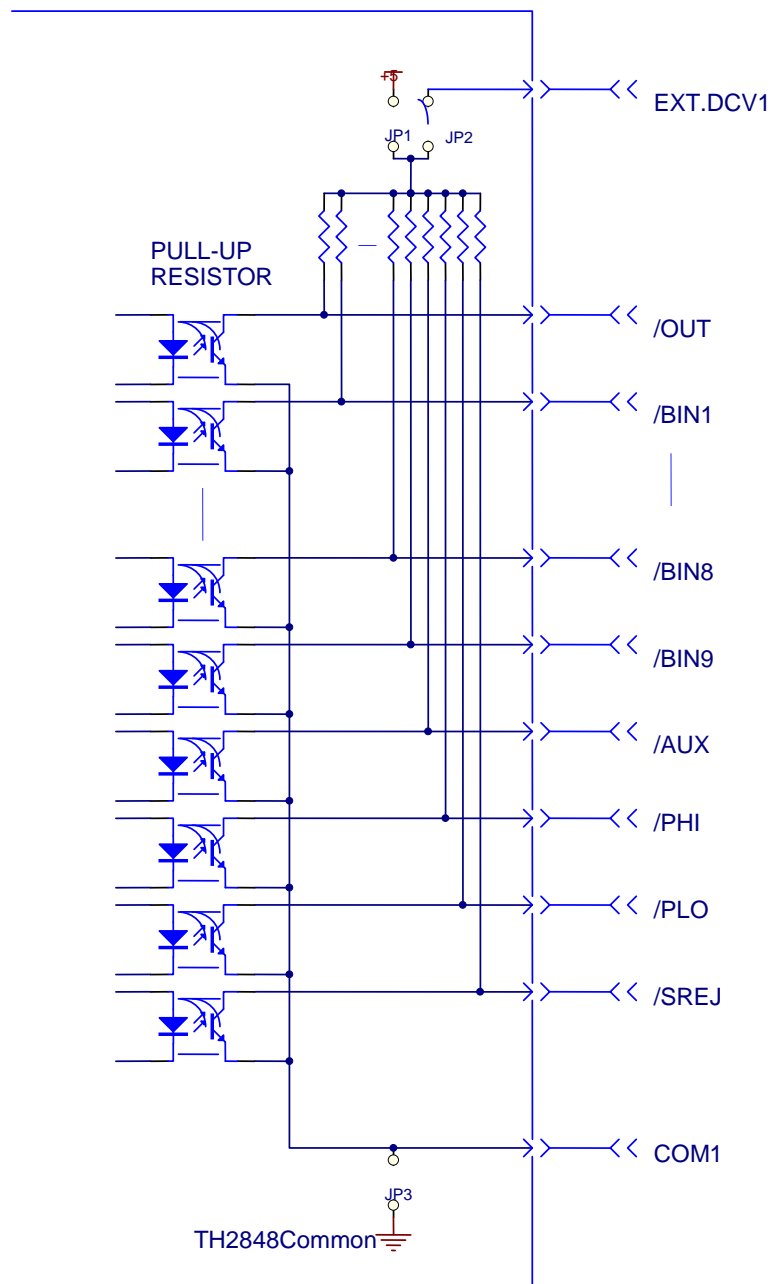 +5
EXT.DCV1
JP1
JP2
PULL-UP
RESISTOR
/OUT
/BIN1
/BIN8
/BIN9
/AUX
/PHI
/PLO
/SREJ
COM1
JP3
TH2848Common